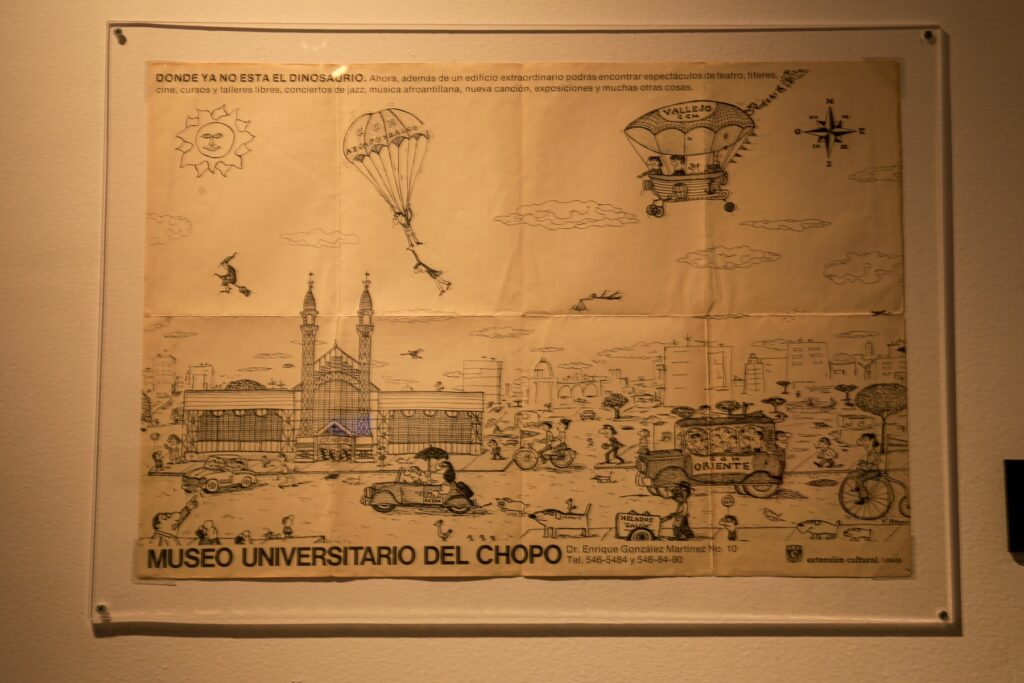 DONDE YA NO ESTA EL DINOSAURIO. Ahora, además de un edificio extraordinario podrás encontrar espectáculos de teatro, títeres,
cine, cursos y talleres libres, conciertos de jazz, música afroantillana, nueva canción, exposiciones y muchas otras cosas.
VALLEJO
ORIENTE
HELADOS
MUSEO UNIVERSITARIO DEL CHOPO
Dr. Enrique González Martínez No. 10
Tel. 546-5484 y 546-84-90
extensión cultural UNAM